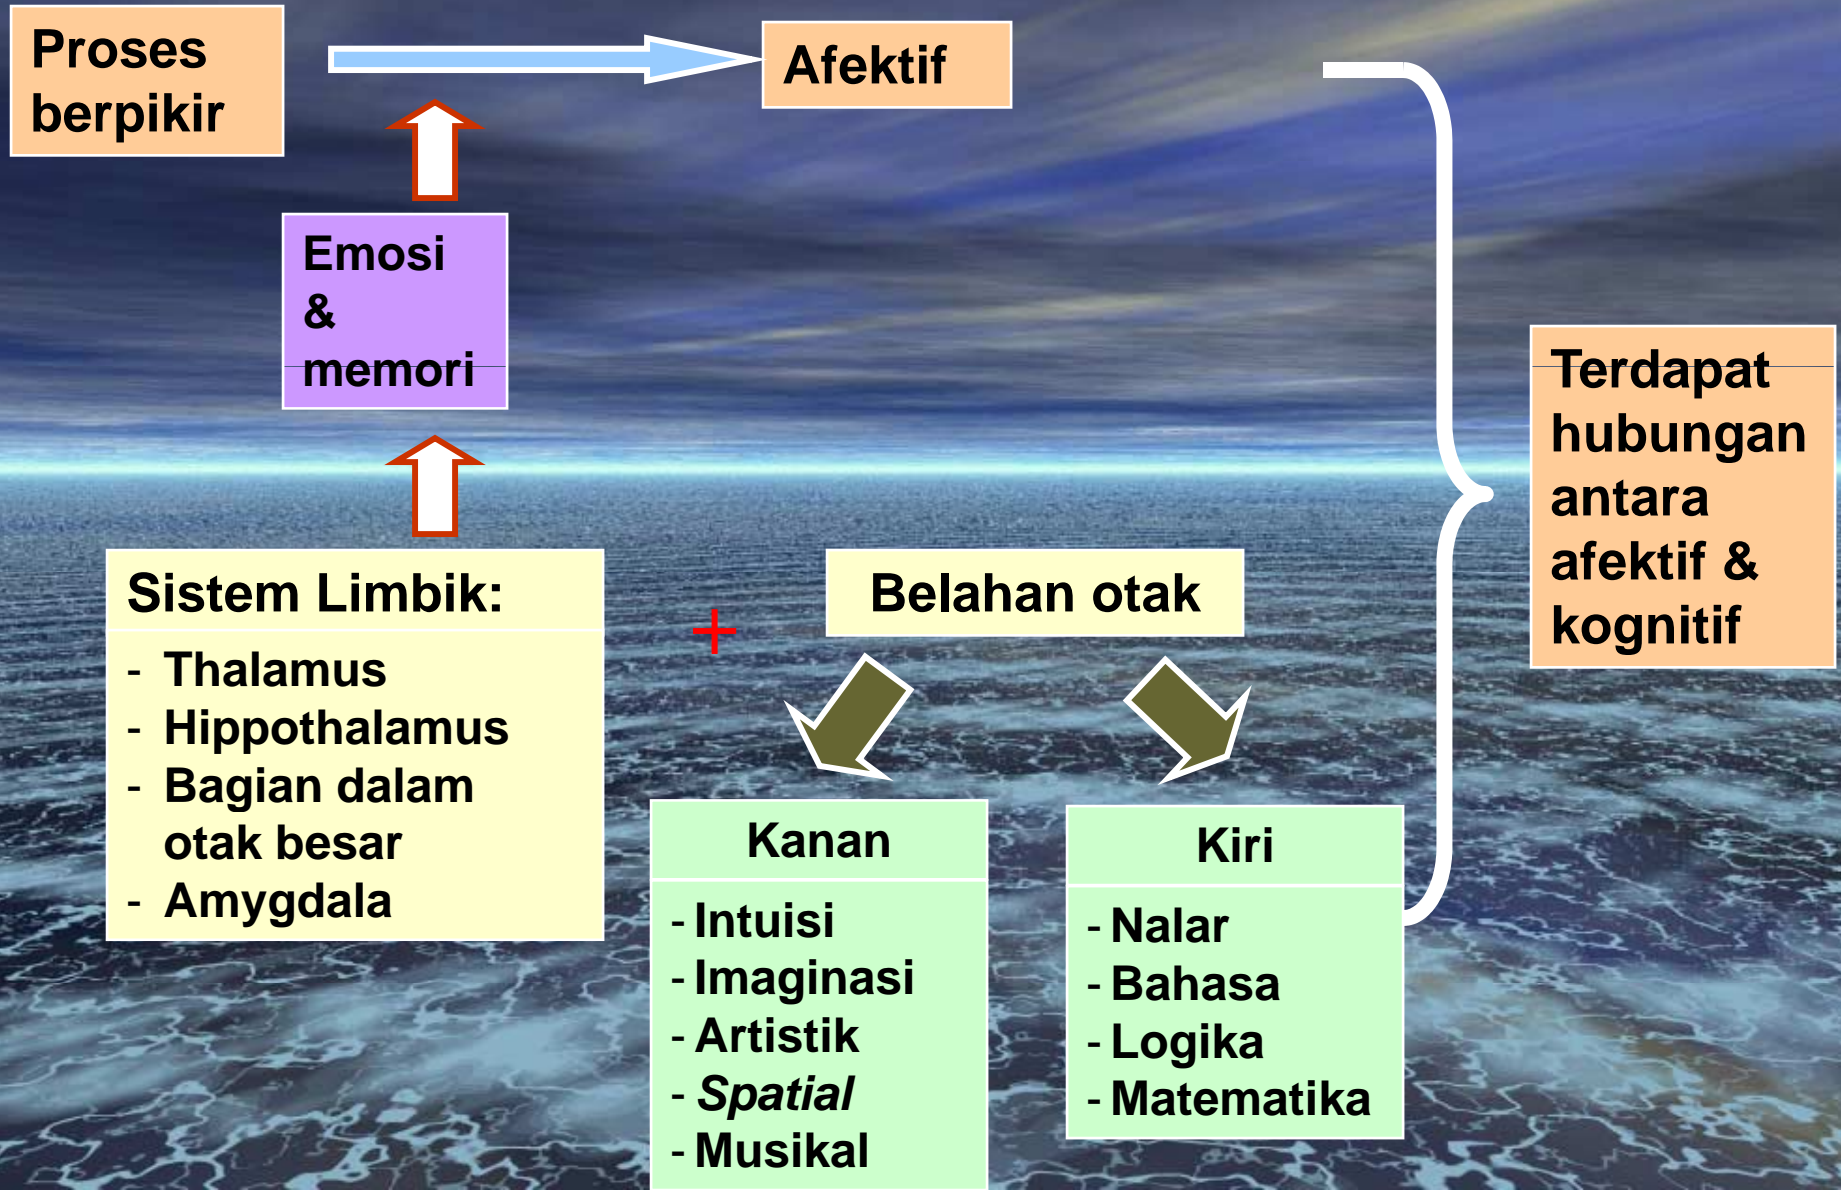 Proses
berpikir
Afektif
Emosi
&
memori
Terdapat
hubungan
antara
afektif &
kognitif
Sistem Limbik:
- Thalamus
- Hippothalamus
- Bagian dalam
otak besar
- Amygdala
+
Belahan otak
Kanan
- Intuisi
- Imaginasi
- Artistik
- Spatial
- Musikal
Kiri
- Nalar
- Bahasa
- Logika
- Matematika